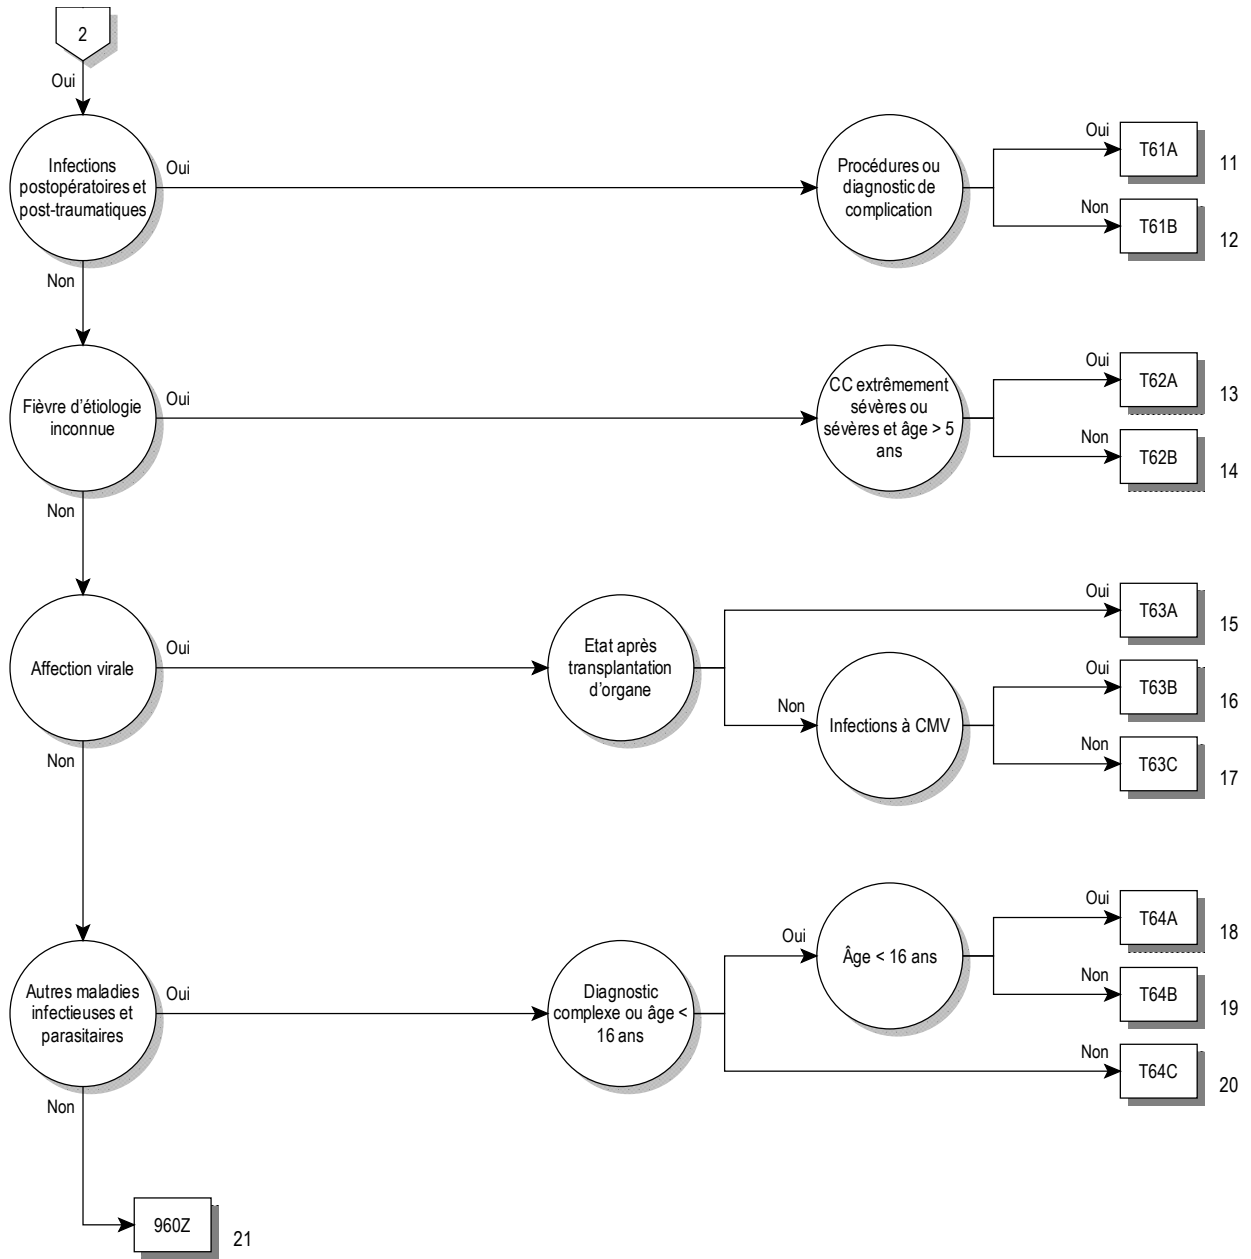 2
Oui
Infections
postopératoires et
post-traumatiques
Oui
Procédures ou
diagnostic de
complication
Oui
T61A
11
Non
T61B
12
Non
Fièvre d'étiologie
inconnue
Oui
CC extrêmement
sévères ou
sévères et âge > 5
ans
Oui
T62A
13
Non
T62B
14
Non
Affection virale
Oui
Etat après
transplantation
d'organe
Oui
T63A
15
Non
Infections à CMV
Oui
T63B
16
Non
T63C
17
Non
Autres maladies
infectieuses et
parasitaires
Oui
Diagnostic
complexe ou âge <
16 ans
Oui
Âge < 16 ans
Oui
T64A
18
Non
T64B
19
Non
T64C
20
Non
960Z
21